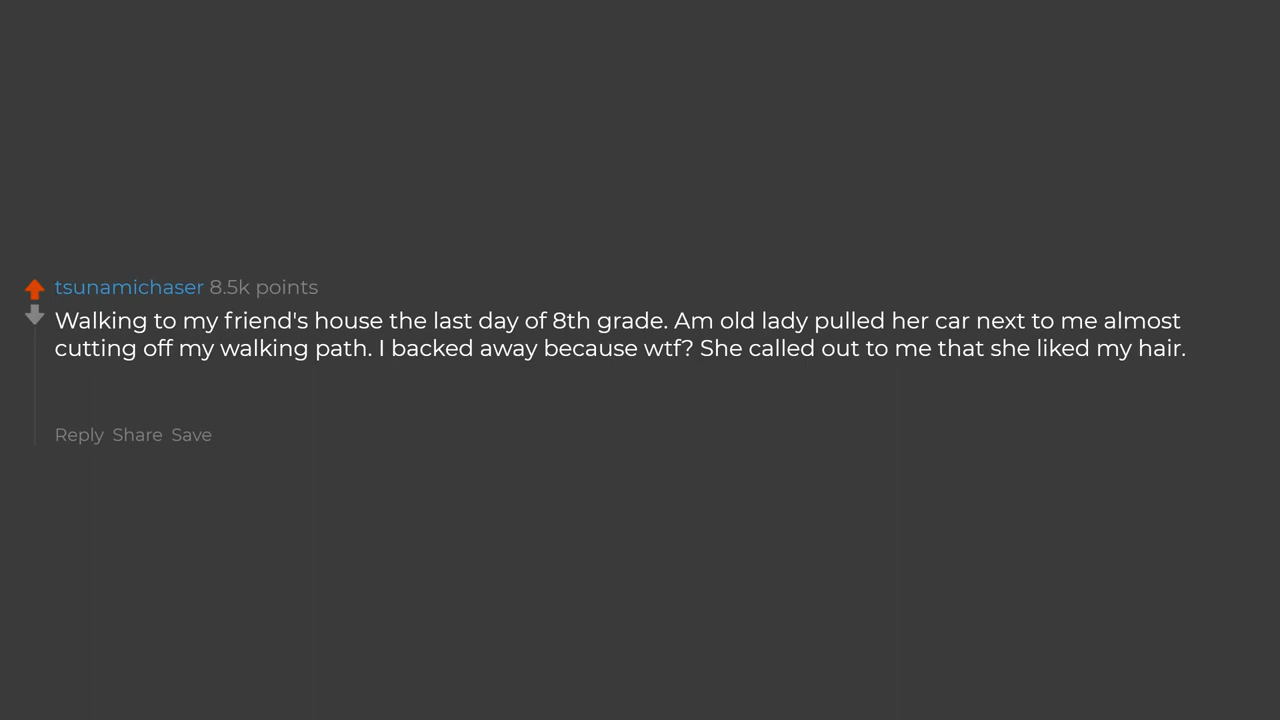 tsunamichaser 8.5k points
Walking to my friend's house the last day of 8th grade. Am old lady pulled her car next to me almost
cutting off my walking path. I backed away because wtf? She called out to me that she liked my hair.
Reply Share Save